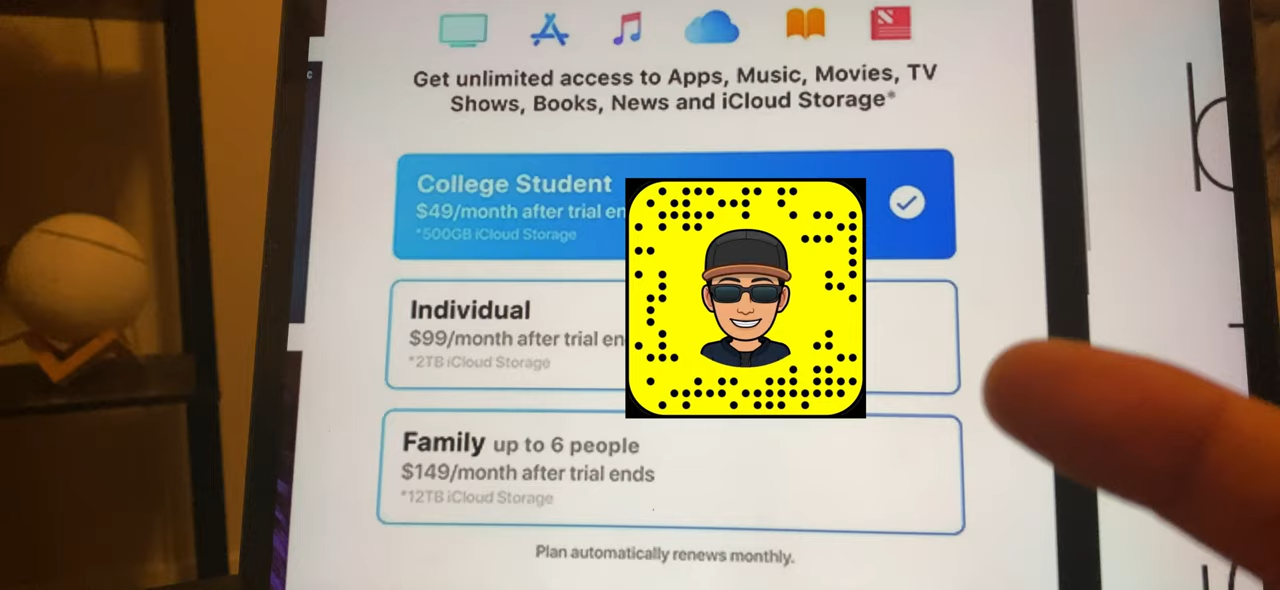 Get unlimited access to Apps, Music, Movies, TV
Shows, Books, News and iCloud Storage*
College Student
$49/month after trial en
*500GB iCloud Storage
Individual
$99/month after trial en
*2TB iCloud Storage
Family up to 6 people
$149/month after trial ends
*12TB iCloud Storage
Plan automatically renews monthly.